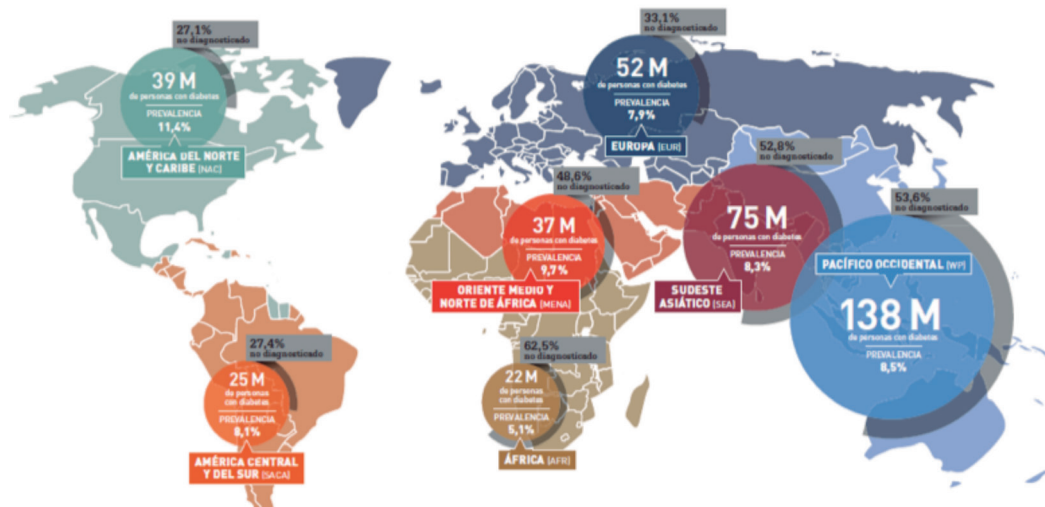 27,1%
no diagnosticado
39 M
de personas con diabetes
PREVALENCIA
11,4%
AMÉRICA DEL NORTE
Y CARIBE (NAC)
33,1%
no diagnosticado
52 M
de personas con diabetes
PREVALENCIA
7,9%
EUROPA (EUR)
48,6%
no diagnosticado
37 M
de personas con diabetes
PREVALENCIA
9,7%
ORIENTE MEDIO Y
NORTE DE ÁFRICA (MENA)
52,8%
no diagnosticado
75 M
de personas con diabetes
PREVALENCIA
8,3%
SUDESTE
ASIÁTICO (SEA)
53,6%
no diagnosticado
PACÍFICO OCCIDENTAL (WP)
138 M
de personas con diabetes
PREVALENCIA
8,5%
27,4%
no diagnosticado
25 M
de personas
con diabetes
PREVALENCIA
8,1%
AMÉRICA CENTRAL
Y DEL SUR (SACA)
62,5%
no diagnosticado
22 M
de personas
con diabetes
PREVALENCIA
5,1%
ÁFRICA (AFR)